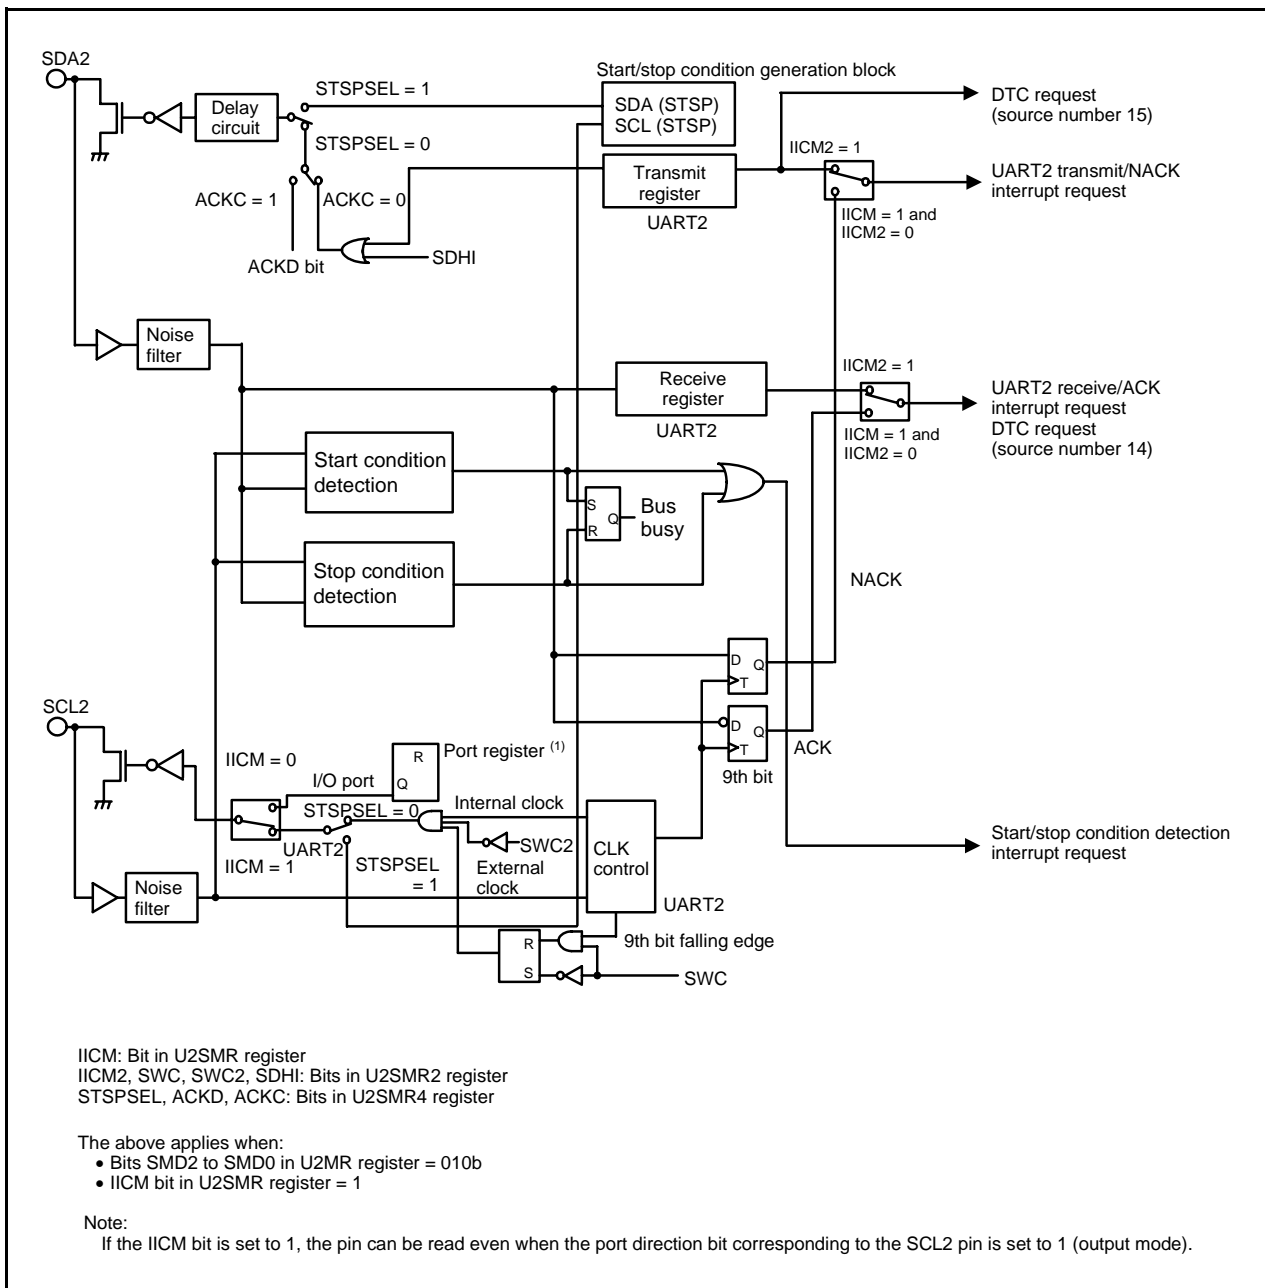 SDA2
Start/stop condition generation block
STSPSEL = 1
Delay
circuit
SDA (STSP)
SCL (STSP)
DTC request
(source number 15)
STSPSEL = 0
IICM2 = 1
Transmit
register
UART2 transmit/NACK
interrupt request
ACKC = 1
ACKC = 0
UART2
IICM = 1 and
IICM2 = 0
ACKD bit
SDHI
Noise
filter
IICM2 = 1
Receive
register
UART2 receive/ACK
interrupt request
DTC request
(source number 14)
UART2
IICM = 1 and
IICM2 = 0
Start condition
detection
S
R
Q
Bus
busy
Stop condition
detection
NACK
D
Q
T
SCL2
D
Q
T
ACK
9th bit
IICM = 0
R
Q
Port register (1)
I/O port
Internal clock
STSPSEL = 0
UART2
SWC2
CLK
control
Start/stop condition detection
interrupt request
IICM = 1
STSPSEL
= 1
External
clock
Noise
filter
UART2
R
S
9th bit falling edge
SWC
IICM: Bit in U2SMR register
IICM2, SWC, SWC2, SDHI: Bits in U2SMR2 register
STSPSEL, ACKD, ACKC: Bits in U2SMR4 register
The above applies when:
• Bits SMD2 to SMD0 in U2MR register = 010b
• IICM bit in U2SMR register = 1
Note:
If the IICM bit is set to 1, the pin can be read even when the port direction bit corresponding to the SCL2 pin is set to 1 (output mode).